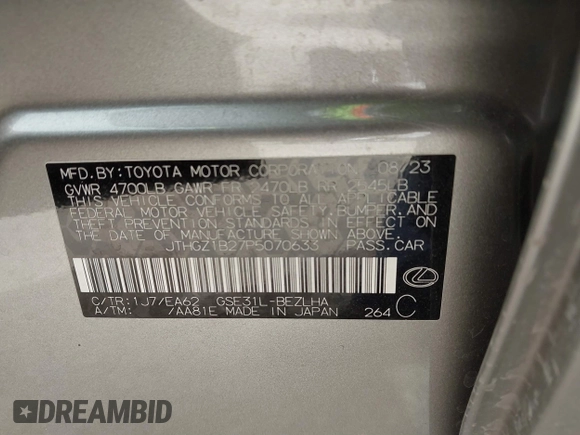 MFD.BY: TOYOTA MOTOR CORPORATION 08/23
GVWR 4700LB GAWR FR 2470LB RR
THIS VEHICLE CONFORMS TO ALL APPLICABLE
FEDERAL MOTOR VEHICLE SAFETY, BUMPER, AND
THEFT PREVENTION STANDARDS IN EFFECT ON
THE DATE OF MANUFACTURE SHOWN ABOVE.
JTHGZ1B27P5070633 PASS.CAR
C/TR:1J7/EA62 GSE31L-BEZLHA
A/TM: /AA81E MADE IN JAPAN 264 C
DREAMBID